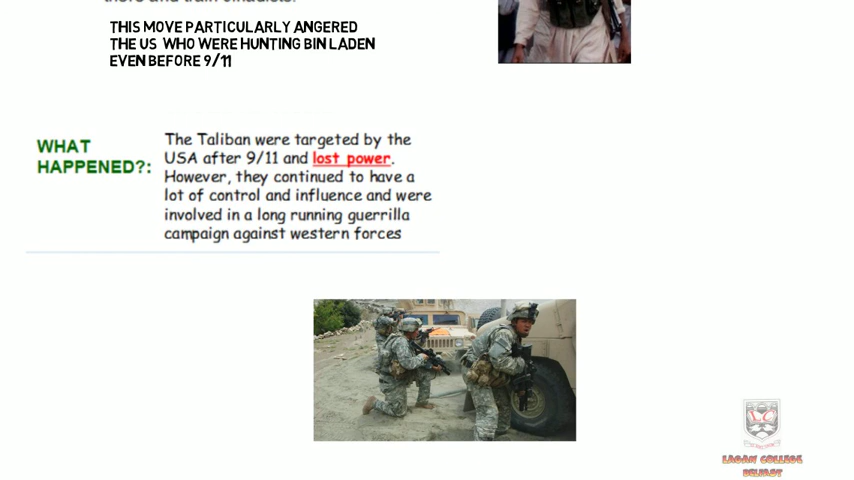 THIS MOVE PARTICULARLY ANGERED
THE US WHO WERE HUNTING BIN LADEN
EVEN BEFORE 9/11
WHAT
HAPPENED?:
The Taliban were targeted by the
USA after 9/11 and lost power.
However, they continued to have a
lot of control and influence and were
involved in a long running guerrilla
campaign against western forces
LAGAN COLLEGE
BELFAST